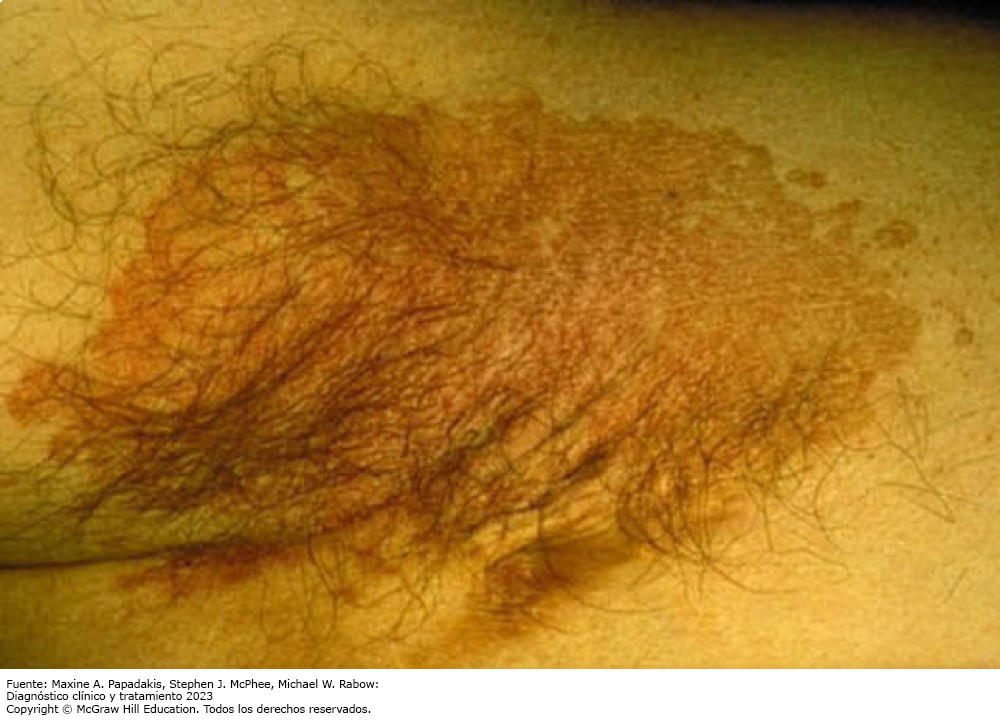 Fuente: Maxine A. Papadakis, Stephen J. McPhee, Michael W. Rabow:
Diagnóstico clínico y tratamiento 2023
Copyright © McGraw Hill Education. Todos los derechos reservados.